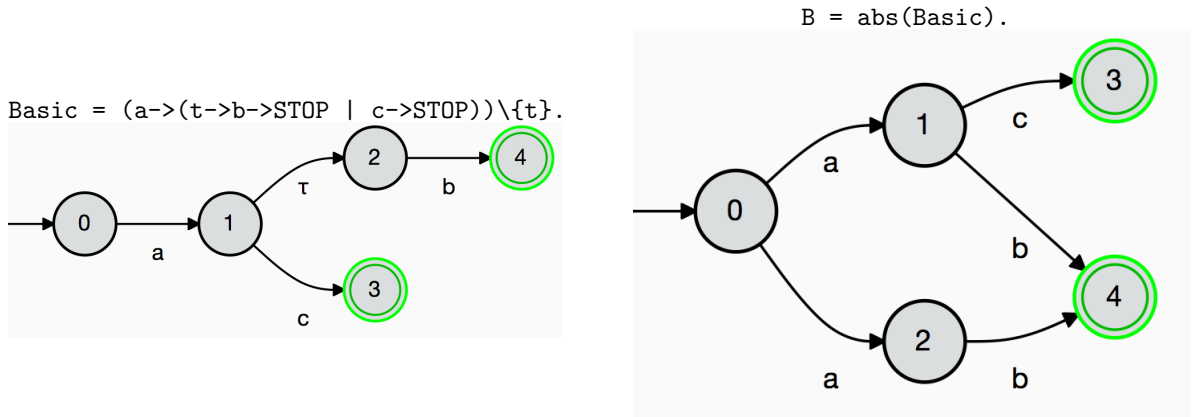 B = abs(Basic).
Basic = (a->(t->b->STOP | c->STOP))\{t}.
0
a
1
τ
2
b
4
c
3
0
a
1
c
3
b
4
a
2
b